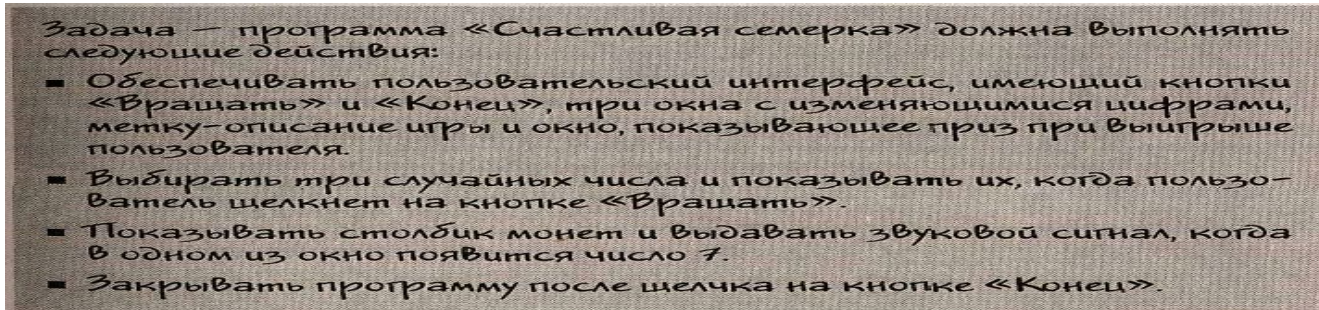 Задача — программа «Счастливая семерка» должна выполнять
следующие действия:
▪ Обеспечивать пользовательский интерфейс, имеющий кнопки
«Вращать» и «Конец», три окна с изменяющимися цифрами,
метку-описание игры и окно, показывающее приз при выигрыше
пользователя.
▪ Выбирать три случайных числа и показывать их, когда пользо-
ватель щелкнет на кнопке «Вращать».
▪ Показывать столбик монет и выдавать звуковой сигнал, когда
в одном из окно появится число 7.
▪ Закрывать программу после щелчка на кнопке «Конец».